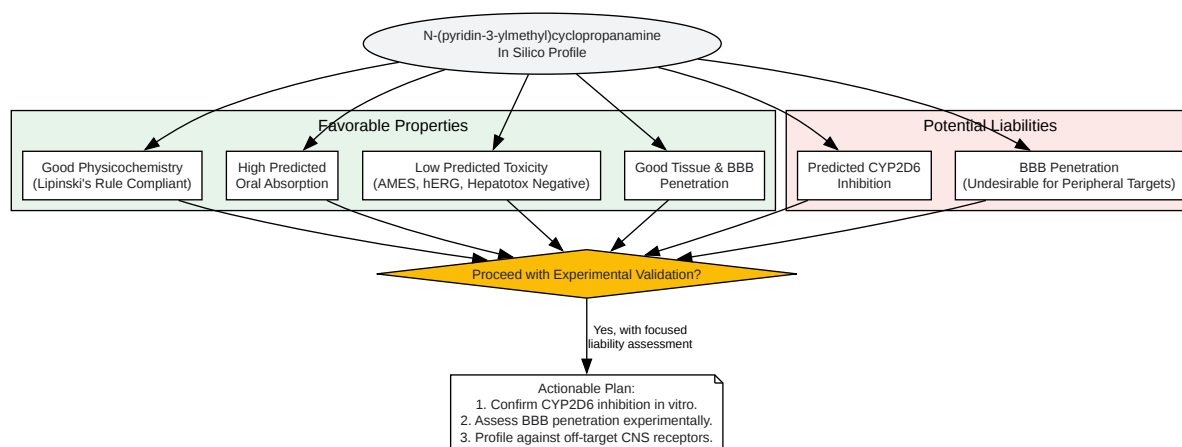 N-(pyridin-3-ylmethyl)cyclopropanamine
In Silico Profile
Favorable Properties
Potential Liabilities
Good Physicochemistry
(Lipinski's Rule Compliant)
High Predicted
Oral Absorption
Low Predicted Toxicity
(AMES, hERG, Hepatotox Negative)
Good Tissue & BBB
Penetration
Predicted CYP2D6
Inhibition
BBB Penetration
(Undesirable for Peripheral Targets)
Proceed with Experimental Validation?
Yes, with focused
liability assessment
Actionable Plan:
1. Confirm CYP2D6 inhibition in vitro.
2. Assess BBB penetration experimentally.
3. Profile against off-target CNS receptors.